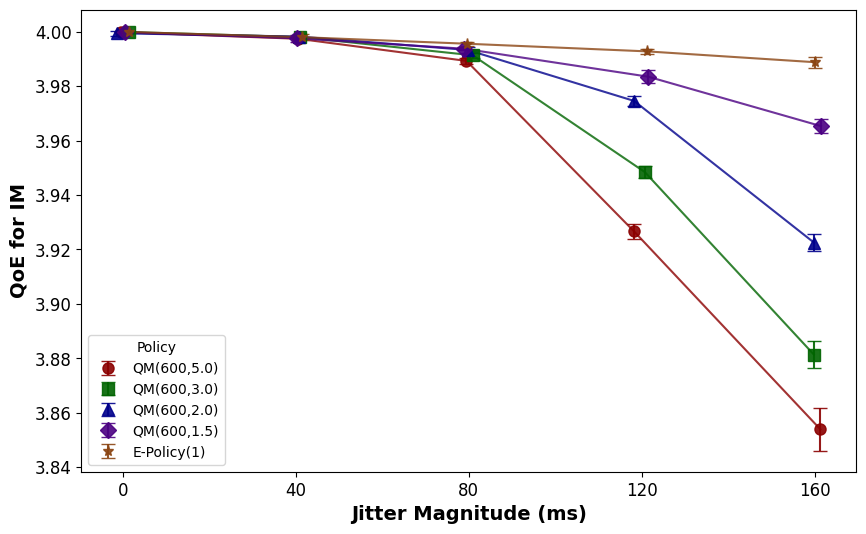 4.00
3.98
3.96
3.94
3.92
3.90
3.88
3.86
3.84
QoE for IM
Policy
QM(600,5.0)
QM(600,3.0)
QM(600,2.0)
QM(600,1.5)
E-Policy(1)
0 40 80 120 160
Jitter Magnitude (ms)